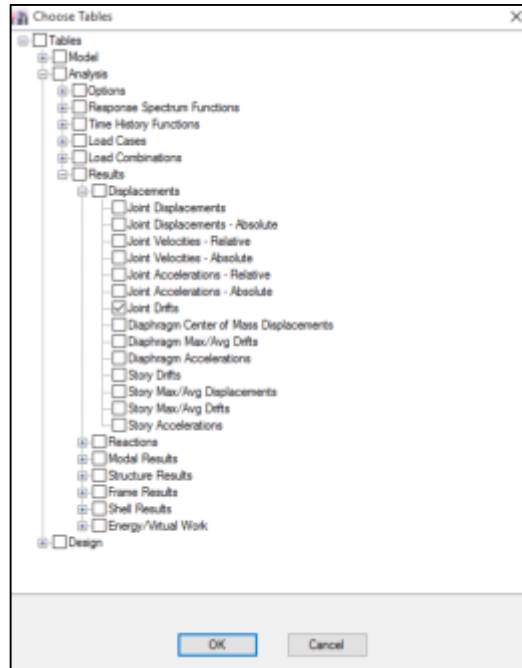 Choose Tables
Tables
Model
Analysis
Options
Response Spectrum Functions
Time History Functions
Load Cases
Load Combinations
Results
Displacements
Joint Displacements
Joint Displacements - Absolute
Joint Velocities - Relative
Joint Velocities - Absolute
Joint Accelerations - Relative
Joint Accelerations - Absolute
Joint Drifts
Diaphragm Center of Mass Displacements
Diaphragm Max/Avg Drifts
Diaphragm Accelerations
Story Drifts
Story Max/Avg Displacements
Story Max/Avg Drifts
Story Accelerations
Reactions
Modal Results
Structure Results
Frame Results
Shell Results
Energy/Virtual Work
Design
OK Cancel